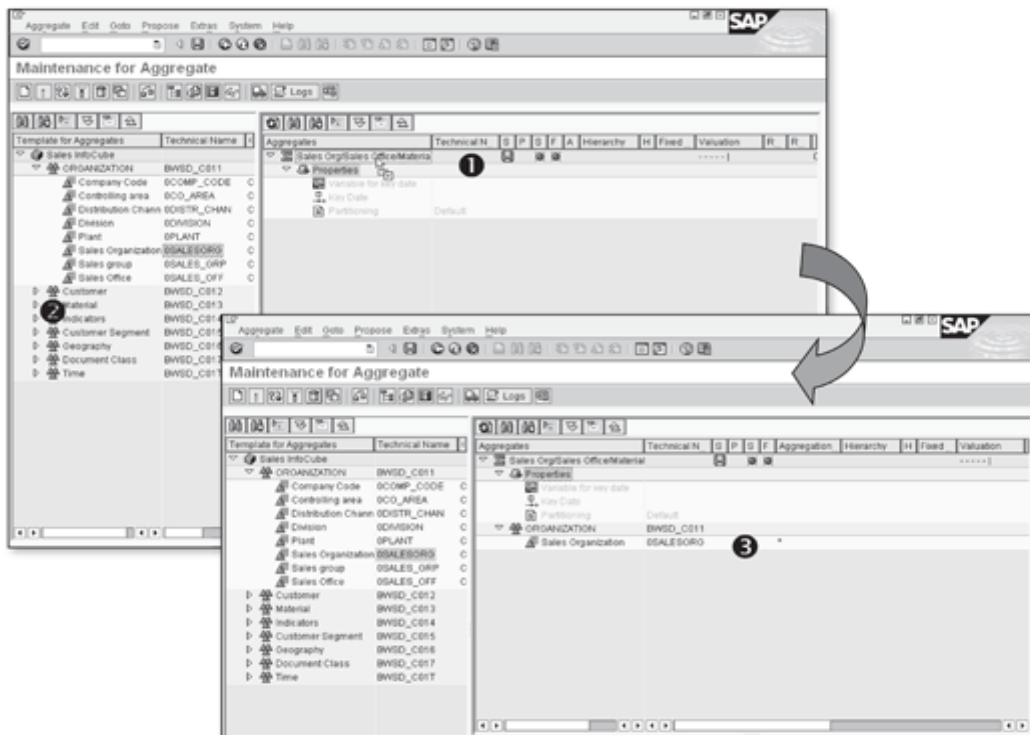 Aggregate Edit Goto Propose Extras System Help
SAP
Maintenance for Aggregate
Logs
Template for Aggregates Technical Name
Sales InfoCube
ORGANIZATION BWSD_C011
Company Code 0COMP_CODE C
Controlling area 0CO_AREA C
Distribution Chann 0DISTR_CHAN C
Division 0DIVISION C
Plant 0PLANT C
Sales Organization 0SALESORG C
Sales group 0SALES_GRP C
Sales Office 0SALES_OFF C
Customer BWSD_C012
Material BWSD_C013
Indicators
Customer Segment
Geography
Document Class
Time
2
Aggregates Technical N S P S F A Hierarchy H Fixed Valuation R R
Sales Org/Sales Office/Materia
1
Properties
Variable for key date
Key Date
Partitioning Default
Aggregate Edit Goto Propose Extras System Help
SAP
Maintenance for Aggregate
Logs
Template for Aggregates Technical Name
Sales InfoCube
ORGANIZATION BWSD_C011
Company Code 0COMP_CODE C
Controlling area 0CO_AREA C
Distribution Chann 0DISTR_CHAN C
Division 0DIVISION C
Plant 0PLANT C
Sales Organization 0SALESORG C
Sales group 0SALES_GRP C
Sales Office 0SALES_OFF C
Customer BWSD_C012
Material BWSD_C013
Indicators BWSD_C014
Customer Segment BWSD_C015
Geography BWSD_C016
Document Class BWSD_C017
Time BWSD_C01T
Aggregates Technical N S P S F Aggregation Hierarchy H Fixed Valuation
Sales Org/Sales Office/Material
Properties
Variable for key date
Key Date
Partitioning Default
ORGANIZATION BWSD_C011
Sales Organization 0SALESORG 3 *